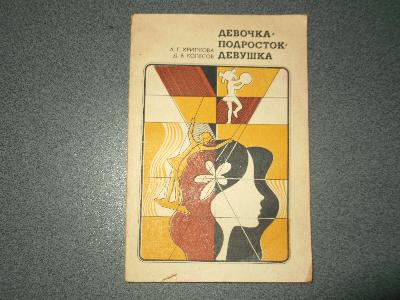 А. Г. ХРИПКОВА
Д. В. КОЛЕСОВ
ДЕВОЧКА-
ПОДРОСТОК-
ДЕВУШКА